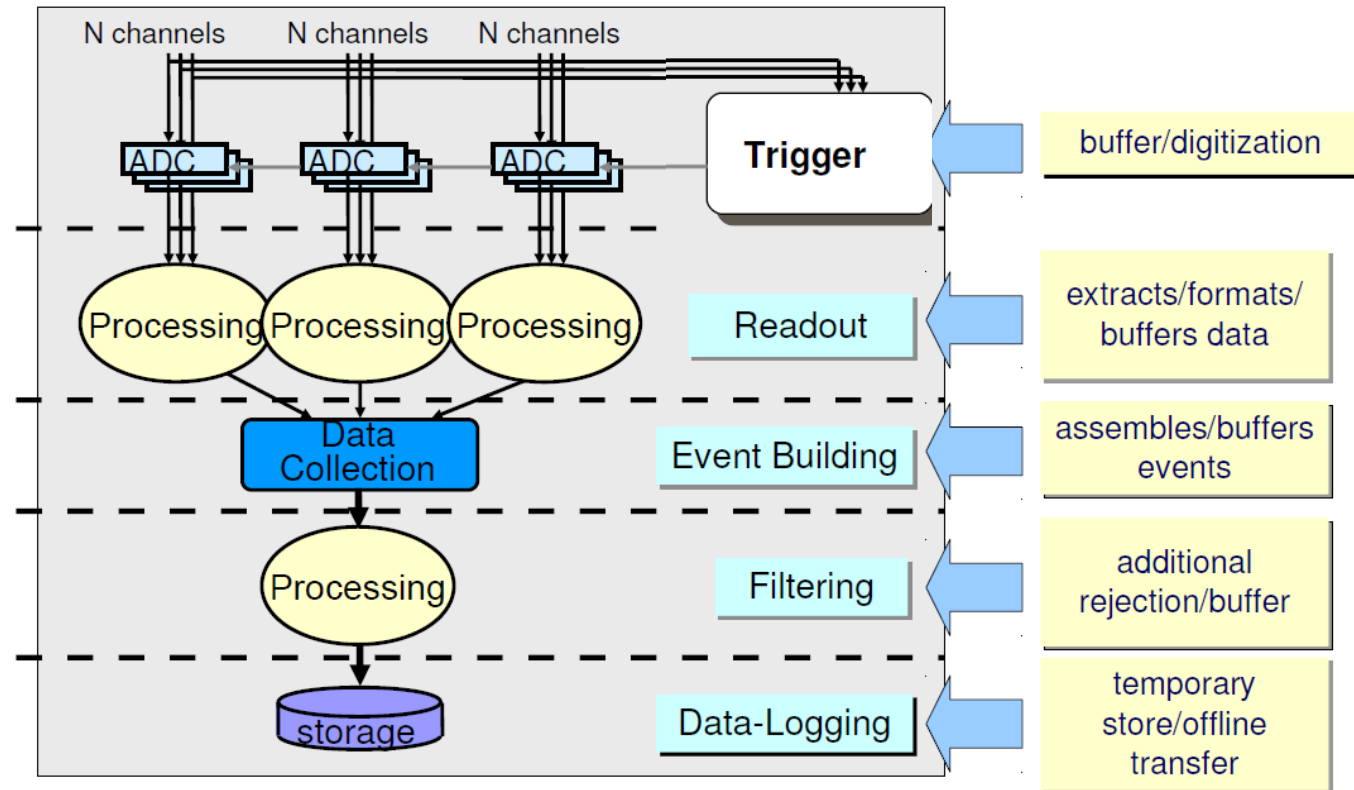 N channels
N channels
N channels
ADC
ADC
ADC
Trigger
buffer/digitization
Processing
Processing
Processing
Readout
extracts/formats/
buffers data
Data
Collection
Event Building
assembles/buffers
events
Processing
Filtering
additional
rejection/buffer
storage
Data-Logging
temporary
store/offline
transfer